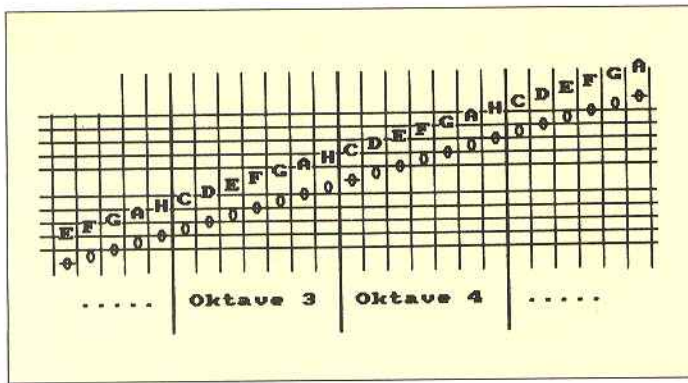 E F G A H C D E F G A H C D E F G A H C D E F G A
..... Oktave 3 Oktave 4 .....